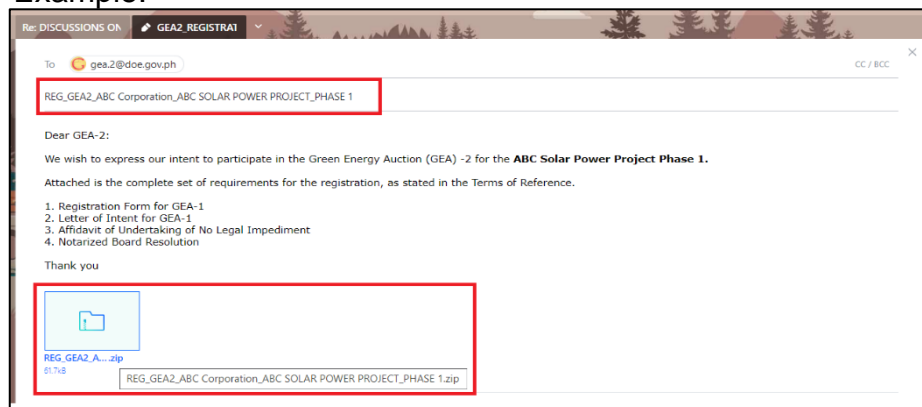 Example:
Re: DISCUSSIONS ON
GEA2_REGISTRAT
To gea.2@doe.gov.ph CC / BCC
REG_GEA2_ABC Corporation_ABC SOLAR POWER PROJECT_PHASE 1
Dear GEA-2:
We wish to express our intent to participate in the Green Energy Auction (GEA) -2 for the ABC Solar Power Project Phase 1.
Attached is the complete set of requirements for the registration, as stated in the Terms of Reference.
1. Registration Form for GEA-1
2. Letter of Intent for GEA-1
3. Affidavit of Undertaking of No Legal Impediment
4. Notarized Board Resolution
Thank you
REG_GEA2_A....zip
51.7kB
REG_GEA2_ABC Corporation_ABC SOLAR POWER PROJECT_PHASE 1.zip